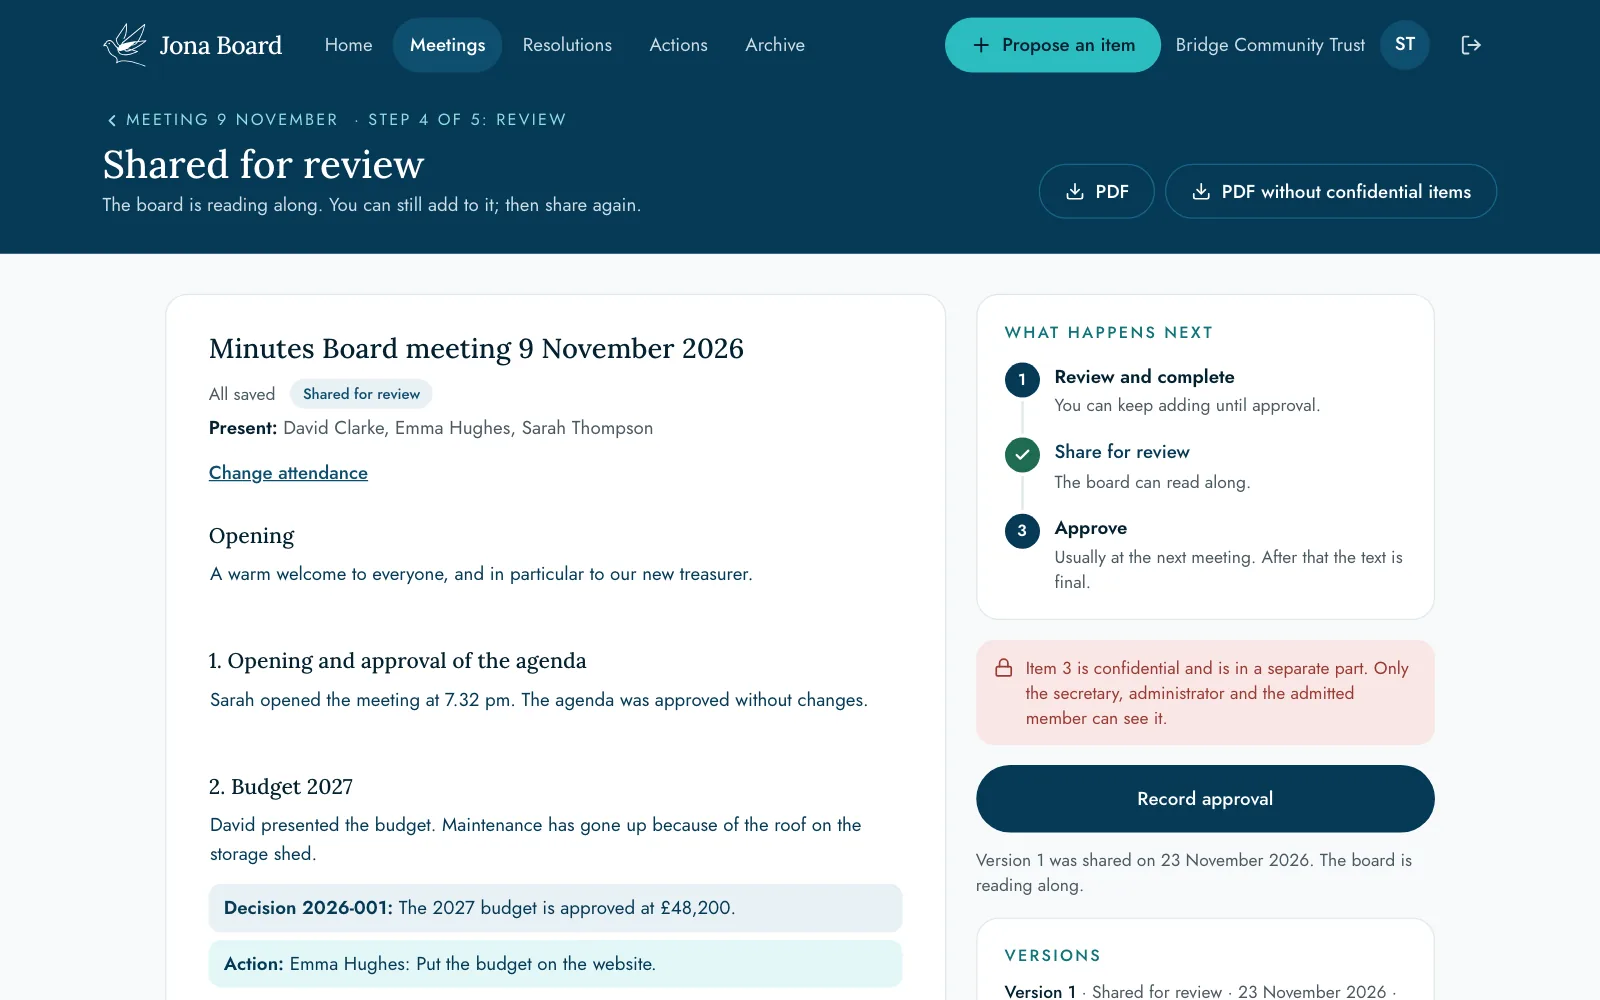 Jona Board
Home
Meetings
Resolutions
Actions
Archive
Propose an item
Bridge Community Trust
ST
MEETING 9 NOVEMBER · STEP 4 OF 5: REVIEW
Shared for review
The board is reading along. You can still add to it; then share again.
PDF
PDF without confidential items
Minutes Board meeting 9 November 2026
All saved
Shared for review
Present: David Clarke, Emma Hughes, Sarah Thompson
Change attendance
Opening
A warm welcome to everyone, and in particular to our new treasurer.
1. Opening and approval of the agenda
Sarah opened the meeting at 7.32 pm. The agenda was approved without changes.
2. Budget 2027
David presented the budget. Maintenance has gone up because of the roof on the
storage shed.
Decision 2026-001: The 2027 budget is approved at £48,200.
Action: Emma Hughes: Put the budget on the website.
WHAT HAPPENS NEXT
1
Review and complete
You can keep adding until approval.
Share for review
The board can read along.
3
Approve
Usually at the next meeting. After that the text is
final.
Item 3 is confidential and is in a separate part. Only
the secretary, administrator and the admitted
member can see it.
Record approval
Version 1 was shared on 23 November 2026. The board is
reading along.
VERSIONS
Version 1 · Shared for review · 23 November 2026 ·